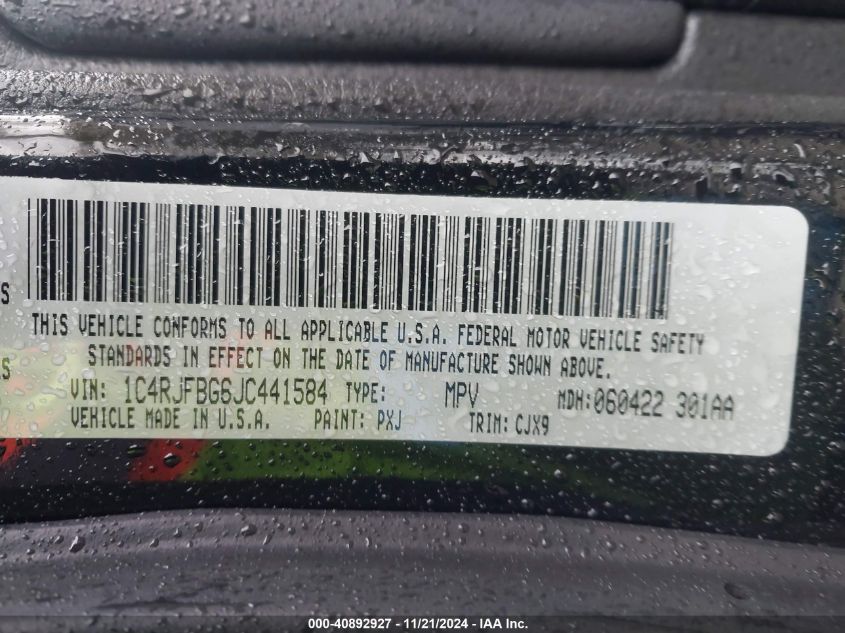 S
THIS VEHICLE CONFORMS TO ALL APPLICABLE U.S.A. FEDERAL MOTOR VEHICLE SAFETY
STANDARDS IN EFFECT ON THE DATE OF MANUFACTURE SHOWN ABOVE.
RS
VIN: 1C4RJFBG6JC441584 TYPE: MPV MDH:060422 301AA
VEHICLE MADE IN U.S.A. PAINT: PXJ TRIM: CJX9
000-40892927 - 11/21/2024 - IAA Inc.